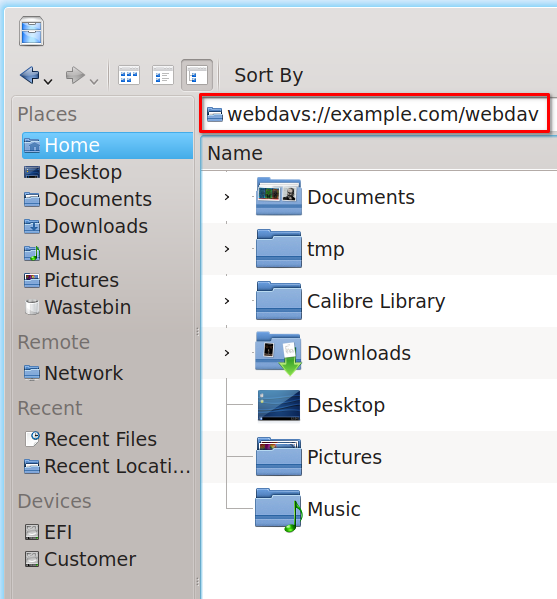 Sort By
webdavs://example.com/webdav
Places
Home
Desktop
Documents
Downloads
Music
Pictures
Wastebin
Remote
Network
Recent
Recent Files
Recent Locati...
Devices
EFI
Customer
Name
Documents
tmp
Calibre Library
Downloads
Desktop
Pictures
Music